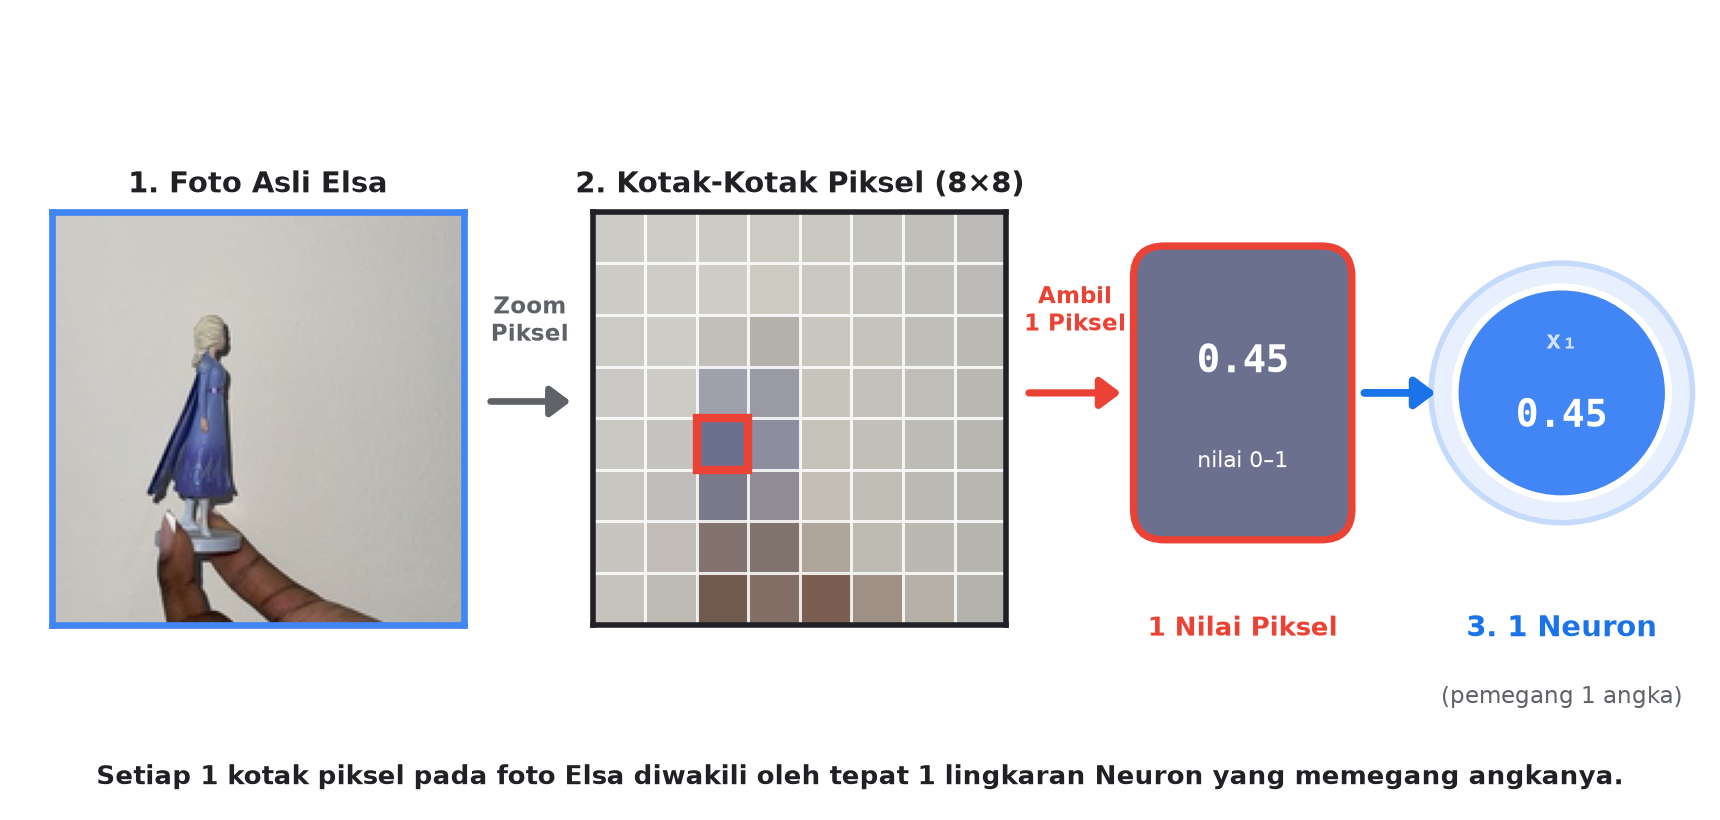 1. Foto Asli Elsa
Zoom
Piksel
2. Kotak-Kotak Piksel (8×8)
Ambil
1 Piksel
0.45
nilai 0–1
1 Nilai Piksel
x₁
0.45
3. 1 Neuron
(pemegang 1 angka)
Setiap 1 kotak piksel pada foto Elsa diwakili oleh tepat 1 lingkaran Neuron yang memegang angkanya.